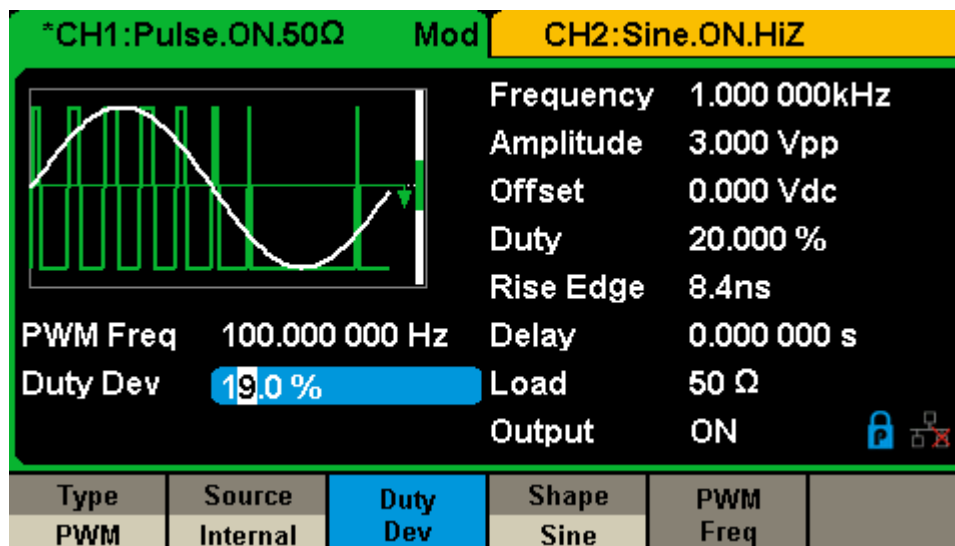 *CH1:Pulse.ON.50Ω Mod CH2:Sine.ON.HiZ
Frequency 1.000 000kHz
Amplitude 3.000 Vpp
Offset 0.000 Vdc
Duty 20.000 %
Rise Edge 8.4ns
PWM Freq 100.000 000 Hz Delay 0.000 000 s
Duty Dev 19.0 % Load 50 Ω
Output ON P
Type Source Duty Shape PWM
PWM Internal Dev Sine Freq